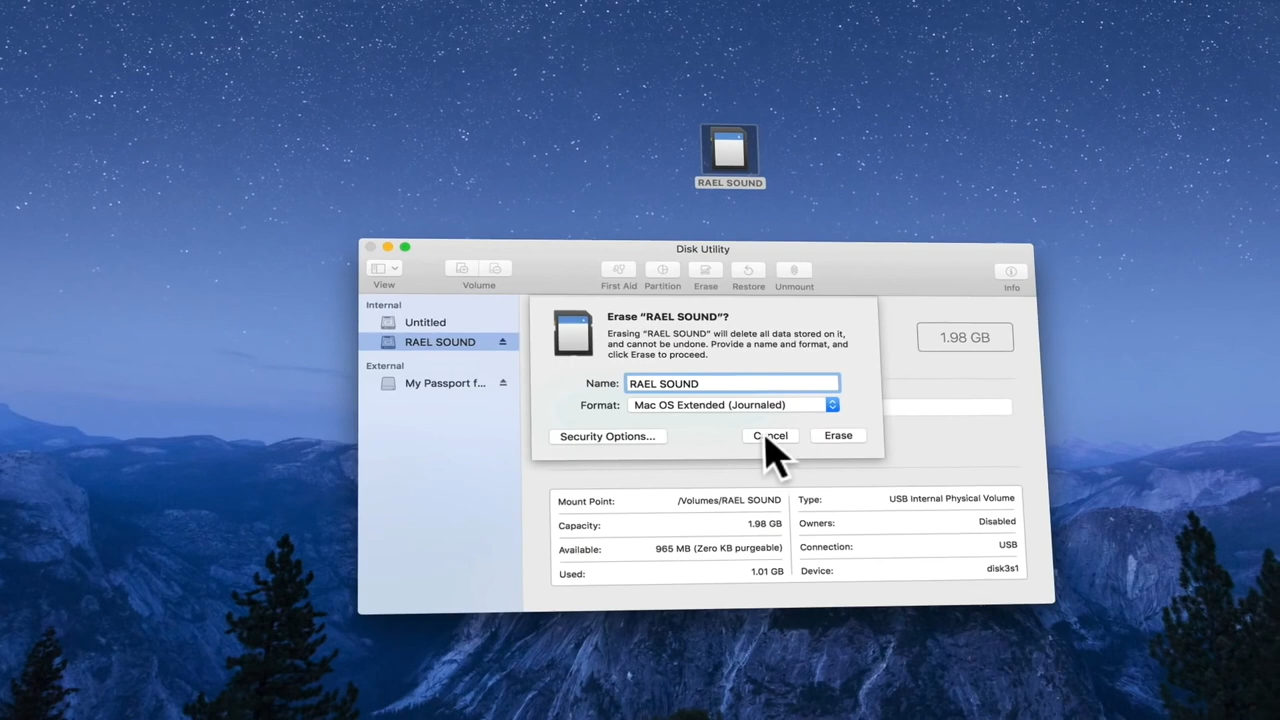 RAEL SOUND
Disk Utility
View
Volume
First Aid
Partition
Erase
Restore
Unmount
Info
Internal
Untitled
RAEL SOUND
External
My Passport f...
Erase “RAEL SOUND”?
Erasing “RAEL SOUND” will delete all data stored on it,
and cannot be undone. Provide a name and format, and
click Erase to proceed.
Name: RAEL SOUND
Format: Mac OS Extended (Journaled)
Security Options...
Cancel
Erase
1.98 GB
Mount Point: /Volumes/RAEL SOUND
Capacity: 1.98 GB
Available: 965 MB (Zero KB purgeable)
Used: 1.01 GB
Type: USB Internal Physical Volume
Owners: Disabled
Connection: USB
Device: disk3s1